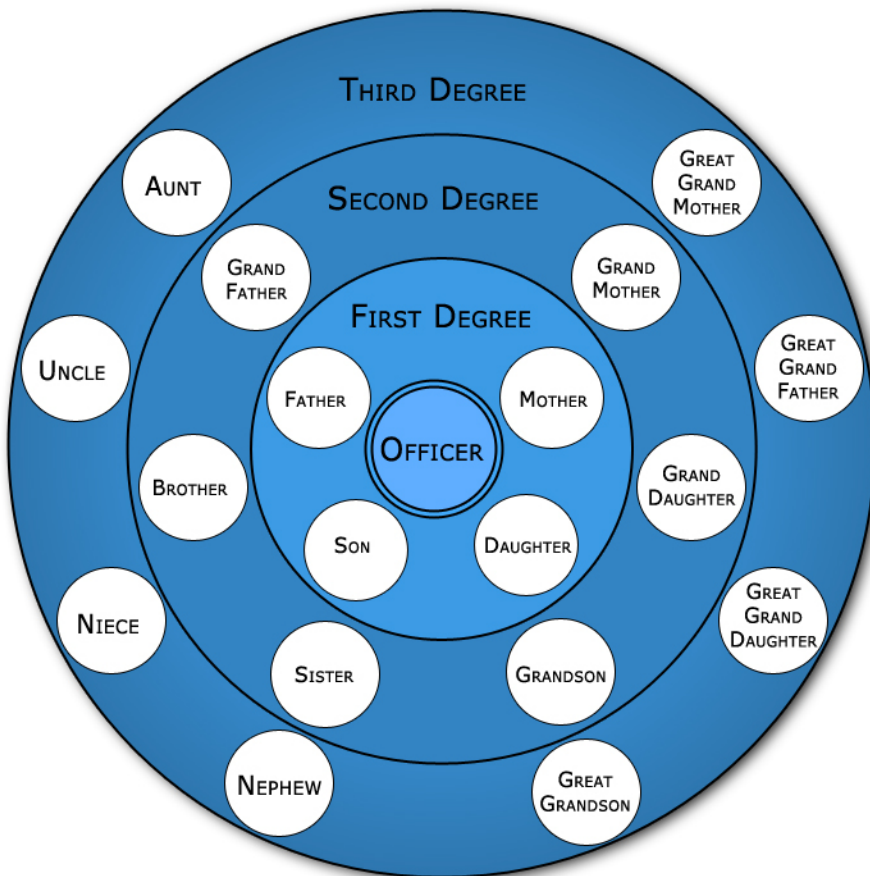 Third Degree
Aunt
Great
Grand
Mother
Second Degree
Grand
Father
Grand
Mother
First Degree
Uncle
Great
Grand
Father
Father
Mother
Officer
Brother
Grand
Daughter
Son
Daughter
Niece
Great
Grand
Daughter
Sister
Grandson
Nephew
Great
Grandson